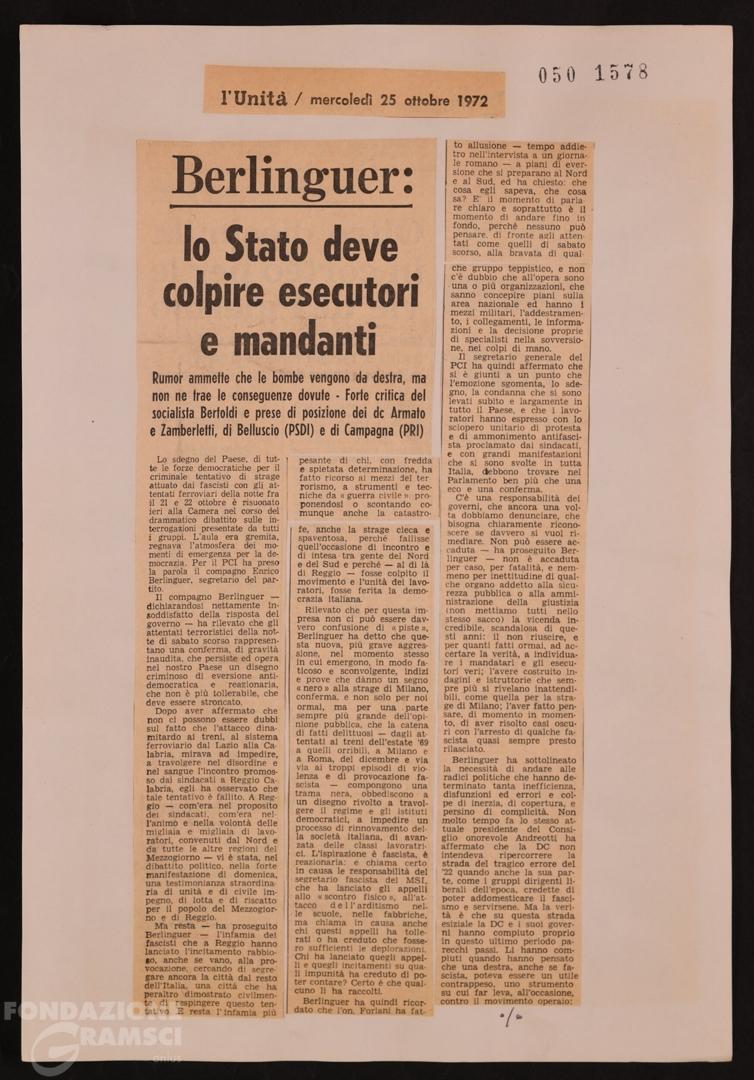 050 1578
l'Unità / mercoledì 25 ottobre 1972
Berlinguer:
lo Stato deve
colpire esecutori
e mandanti
Rumor ammette che le bombe vengono da destra, ma
non ne trae le conseguenze dovute - Forte critica del
socialista Bertoldi e prese di posizione dei dc Armato
e Zamberletti, di Belluscio (PSDI) e di Campagna (PRI)
Lo sdegno del Paese, di tut-
te le forze democratiche per il
criminale tentativo di strage
attuato dai fascisti con gli at-
tentati ferroviari della notte fra
il 21 e 22 ottobre è risuonato
ieri alla Camera nel corso del
drammatico dibattito sulle in-
terrogazioni presentate da tutti
i gruppi. L'aula era gremita,
regnava l'atmosfera dei mo-
menti di emergenza per la de-
mocrazia. Per il PCI ha preso
la parola il compagno Enrico
Berlinguer, segretario del par-
tito.
Il compagno Berlinguer —
dichiarandosi nettamente in-
soddisfatto della risposta del
governo — ha rilevato che gli
attentati terroristici della not-
te di sabato scorso rappresen-
tano una conferma, di gravità
inaudita, che persiste ed opera
nel nostro Paese un disegno
criminoso di eversione anti-
democratica e reazionaria,
che non è più tollerabile, che
deve essere stroncato.
Dopo aver affermato che
non ci possono essere dubbi
sul fatto che l'attacco dina-
mitardo ai treni, al sistema
ferroviario dal Lazio alla Ca-
labria, mirava ad impedire,
a travolgere nel disordine e
nel sangue l'incontro promos-
so dai sindacati a Reggio Ca-
labria, egli ha osservato che
tale tentativo è fallito. A Reg-
gio — com'era nel proposito
dei sindacati, com'era nel-
l'animo e nella volontà delle
migliaia e migliaia di lavo-
ratori, convenuti dal Nord e
da tutte le altre regioni del
Mezzogiorno — vi è stata, nel
dibattito politico, nella forte
manifestazione di domenica,
una testimonianza straordina-
ria di unità e di civile im-
pegno, di lotta e di riscatto
per il popolo del Mezzogior-
no e di Reggio.
Ma resta — ha proseguito
Berlinguer — l'infamia dei
fascisti che a Reggio hanno
lanciato l'incitamento rabbio-
so, anche se vano, alla pro-
vocazione, cercando di segre-
gare ancora la città dal resto
dell'Italia, una città che ha
peraltro dimostrato civilmen-
te di respingere questo ten-
tativo. E resta l'infamia più
pesante di chi, con fredda
e spietata determinazione, ha
fatto ricorso ai mezzi del ter-
rorismo, a strumenti e tec-
niche da « guerra civile »: pro-
ponendosi o scontando co-
munque anche la catastro-
fe, anche la strage cieca e
spaventosa, perché fallisse
quell'occasione di incontro e
di intesa tra gente del Nord
e del Sud e perché — al di là
di Reggio — fosse colpito il
movimento e l'unità dei lavo-
ratori, fosse ferita la demo-
crazia italiana.
Rilevato che per questa im-
presa non ci può essere dav-
vero confusione di « piste »,
Berlinguer ha detto che que-
sta nuova, più grave aggres-
sione, nel momento stesso
in cui emergono, in modo fa-
ticoso e sconvolgente, indizi
e prove che danno un segno
« nero » alla strage di Milano,
conferma, e non solo per noi
ormai, ma per una parte
sempre più grande dell'opi-
nione pubblica, che la catena
di fatti delittuosi — dagli at-
tentati ai treni dell'estate '69
a quelli orribili, a Milano e
a Roma, del dicembre e via
via ai troppi episodi di vio-
lenza e di provocazione fa-
scista — compongono una
trama nera, obbediscono a
un disegno rivolto a travol-
gere il regime e gli istituti
democratici, a impedire un
processo di rinnovamento del-
la società italiana, di avan-
zata delle classi lavoratri-
ci. L'ispirazione è fascista, è
reazionaria: e chiama certo
in causa le responsabilità del
segretario fascista del MSI,
che ha lanciato gli appelli
allo « scontro fisico », all'at-
tacco dell'arditismo nel-
le scuole, nelle fabbriche,
ma chiama in causa anche
chi questi appelli ha tolle-
rati o ha creduto che fosse-
ro sufficienti le deplorazioni.
Chi ha lanciato quegli appel-
li e quegli incitamenti su qua-
li impunità ha creduto di po-
ter contare? Certo è che qual-
cuno li ha raccolti.
Berlinguer ha quindi ricor-
dato che l'on. Forlani ha fat-
to allusione — tempo addie-
tro nell'intervista a un giorna-
le romano — a piani di ever-
sione che si preparano al Nord
e al Sud, ed ha chiesto: che
cosa egli sapeva, che cosa
sa? E' il momento di parla-
re chiaro e soprattutto è il
momento di andare fino in
fondo, perché nessuno può
pensare, di fronte agli atten-
tati come quelli di sabato
scorso, alla bravata di qual-
che gruppo teppistico, e non
c'è dubbio che all'opera sono
una o più organizzazioni, che
sanno concepire piani sulla
area nazionale ed hanno i
mezzi militari, l'addestramen-
to, i collegamenti, le informa-
zioni e la decisione proprie
di specialisti nella sovversio-
ne, nei colpi di mano.
Il segretario generale del
PCI ha quindi affermato che
si è giunti a un punto che
l'emozione sgomenta, lo sde-
gno, la condanna che si sono
levati subito e largamente in
tutto il Paese, e che i lavo-
ratori hanno espresso con lo
sciopero unitario di protesta
e di ammonimento antifasci-
sta proclamato dai sindacati,
e con grandi manifestazioni
che si sono svolte in tutta
Italia, debbono trovare nel
Parlamento ben più che una
eco e una conferma.
C'è una responsabilità dei
governi, che ancora una vol-
ta dobbiamo denunciare, che
bisogna chiaramente ricono-
scere se davvero si vuol ri-
mediare. Non può essere ac-
caduta — ha proseguito Ber-
linguer — non è accaduta
per caso, per fatalità, e nem-
meno per inettitudine di qual-
che organo addetto alla sicu-
rezza pubblica o alla ammi-
nistrazione della giustizia
(non mettiamo tutti nello
stesso sacco) la vicenda in-
credibile, scandalosa di que-
sti anni: il non riuscire, e
per quanti fatti ormai, ad ac-
certare la verità, a individua-
re i mandatari e gli esecu-
tori veri; l'avere costruito in-
dagini e istruttorie che sem-
pre più si rivelano inattendi-
bili, come quella per la stra-
ge di Milano; l'aver fatto pen-
sare, di momento in momen-
to, di aver risolto casi oscu-
ri con l'arresto di qualche fa-
scista quasi sempre presto
rilasciato.
Berlinguer ha sottolineato
la necessità di andare alle
radici politiche che hanno de-
terminato tanta inefficienza,
disfunzioni ed errori e col-
pe di inerzia, di copertura, e
persino di complicità. Non
molto tempo fa lo stesso at-
tuale presidente del Consi-
glio onorevole Andreotti ha
affermato che la DC non
intendeva ripercorrere la
strada del tragico errore del
'22 quando anche la sua par-
te, come i gruppi dirigenti li-
berali dell'epoca, credette di
poter addomesticare il fasci-
smo e servirsene. Ma la ve-
rità è che su questa strada
esiziale la DC e i suoi gover-
ni hanno compiuto proprio
in questo ultimo periodo pa-
recchi passi. Li hanno com-
piuti quando hanno pensato
che una destra, anche se fa-
scista, poteva essere un utile
contrappeso, uno strumento
su cui far leva, all'occasione,
contro il movimento operaio:
./.
FONDAZIONE
GRAMSCI
onlus